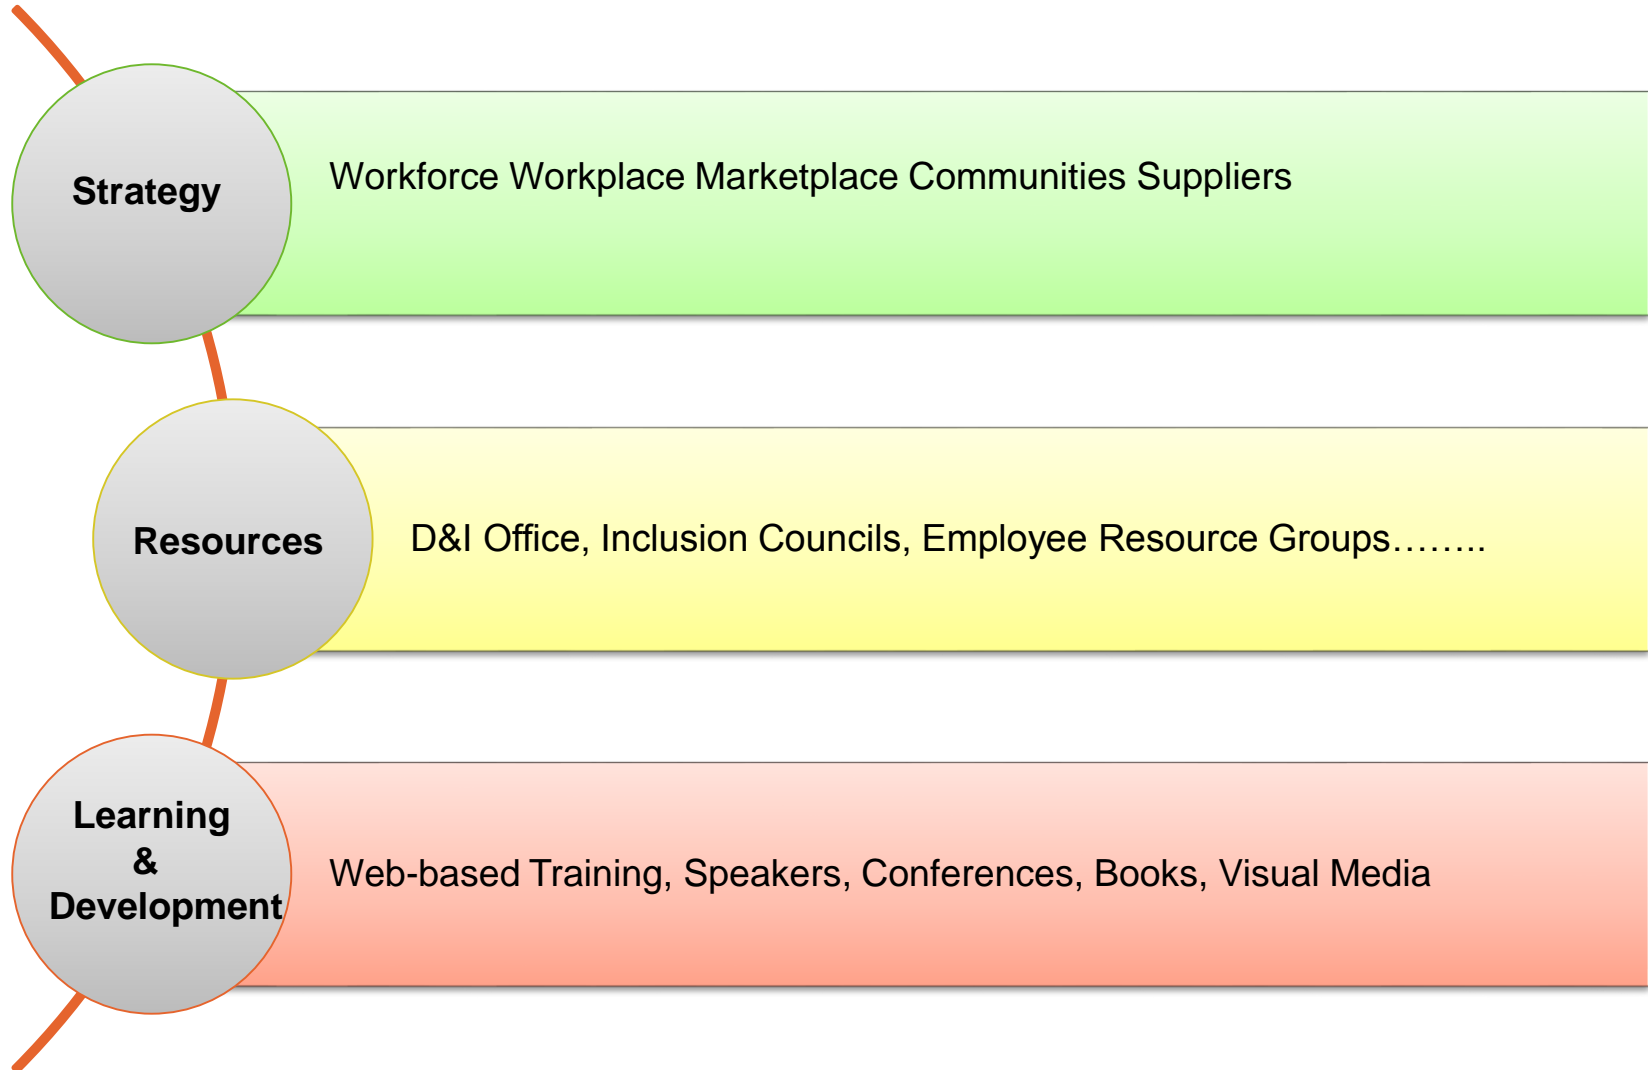 Strategy
Workforce Workplace Marketplace Communities Suppliers
Resources
D&I Office, Inclusion Councils, Employee Resource Groups……..
Learning
&
Development
Web-based Training, Speakers, Conferences, Books, Visual Media